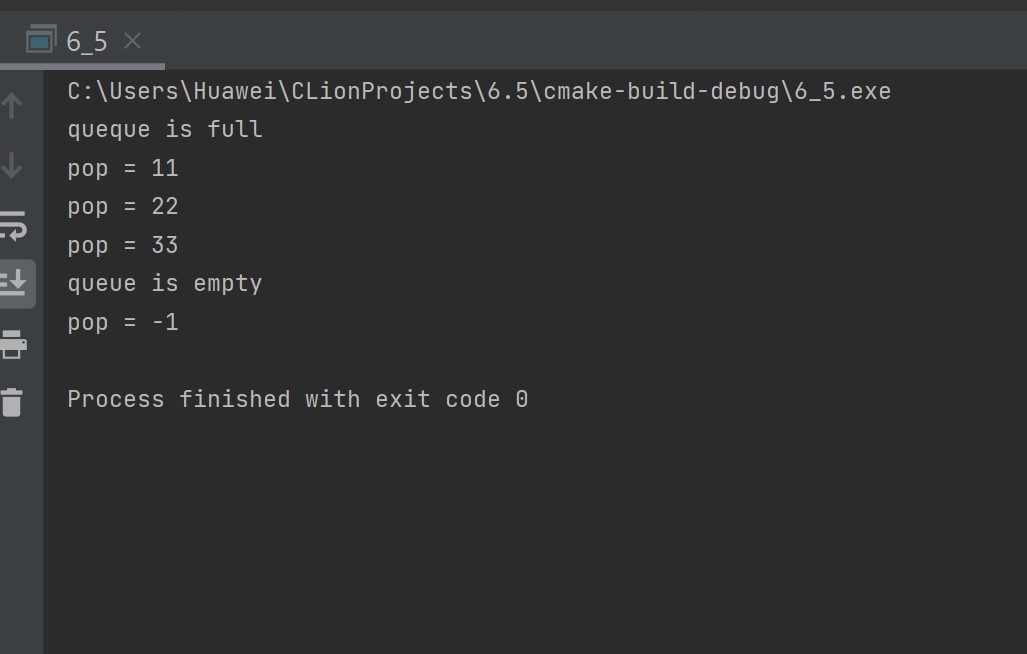 6_5
C:\Users\Huawei\CLionProjects\6.5\cmake-build-debug\6_5.exe
queque is full
pop = 11
pop = 22
pop = 33
queue is empty
pop = -1
Process finished with exit code 0